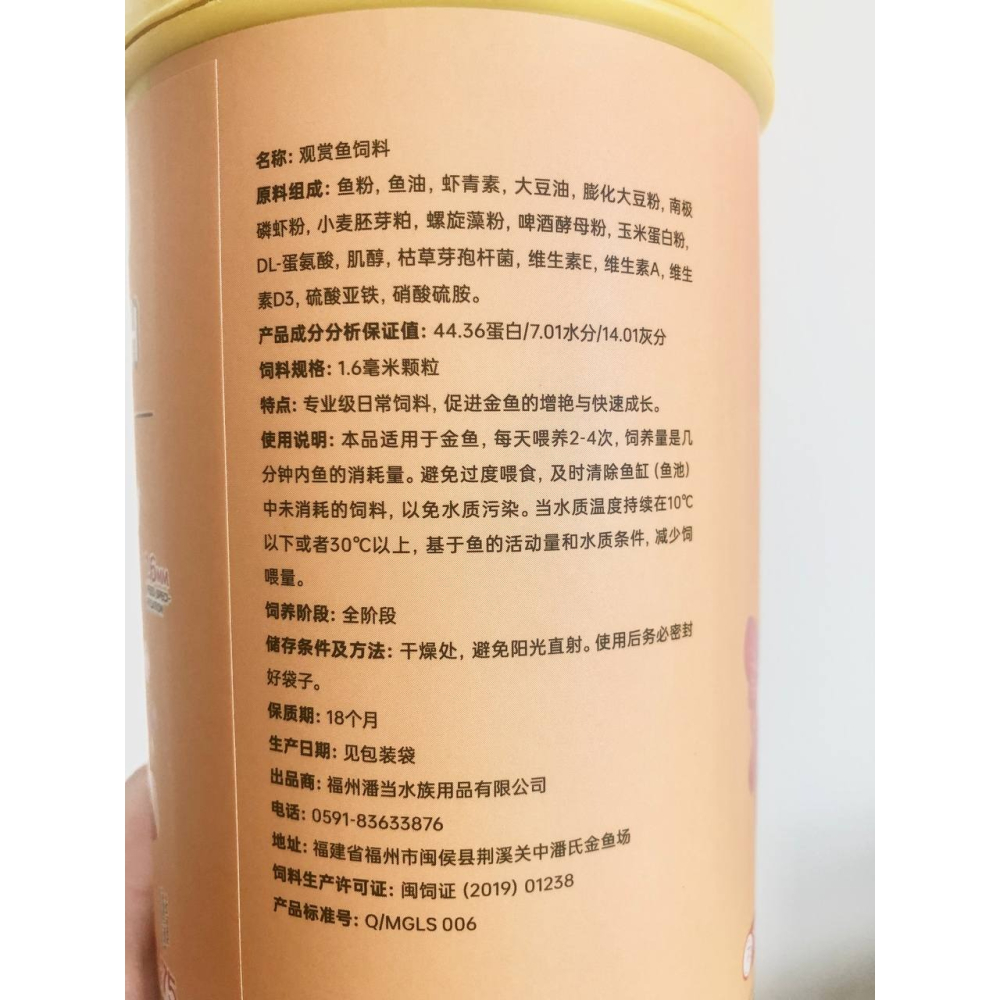 名称: 观赏鱼饲料
原料组成: 鱼粉, 鱼油, 虾青素, 大豆油, 膨化大豆粉, 南极
磷虾粉, 小麦胚芽粕, 螺旋藻粉, 啤酒酵母粉, 玉米蛋白粉,
DL-蛋氨酸, 肌醇, 枯草芽孢杆菌, 维生素E, 维生素A, 维生
素D3, 硫酸亚铁, 硝酸硫胺。
产品成分分析保证值: 44.36蛋白/7.01水分/14.01灰分
饲料规格: 1.6毫米颗粒
特点: 专业级日常饲料, 促进金鱼的增艳与快速成长。
使用说明: 本品适用于金鱼, 每天喂养2-4次, 饲养量是几
分钟内鱼的消耗量。避免过度喂食, 及时清除鱼缸 (鱼池)
中未消耗的饲料, 以免水质污染。当水质温度持续在10℃
以下或者30℃以上, 基于鱼的活动量和水质条件, 减少饲
喂量。
饲养阶段: 全阶段
储存条件及方法: 干燥处, 避免阳光直射。使用后务必密封
好袋子。
保质期: 18个月
生产日期: 见包装袋
出品商: 福州潘当水族用品有限公司
电话: 0591-83633876
地址: 福建省福州市闽侯县荆溪关中潘氏金鱼场
饲料生产许可证: 闽饲证 (2019) 01238
产品标准号: Q/MGLS 006